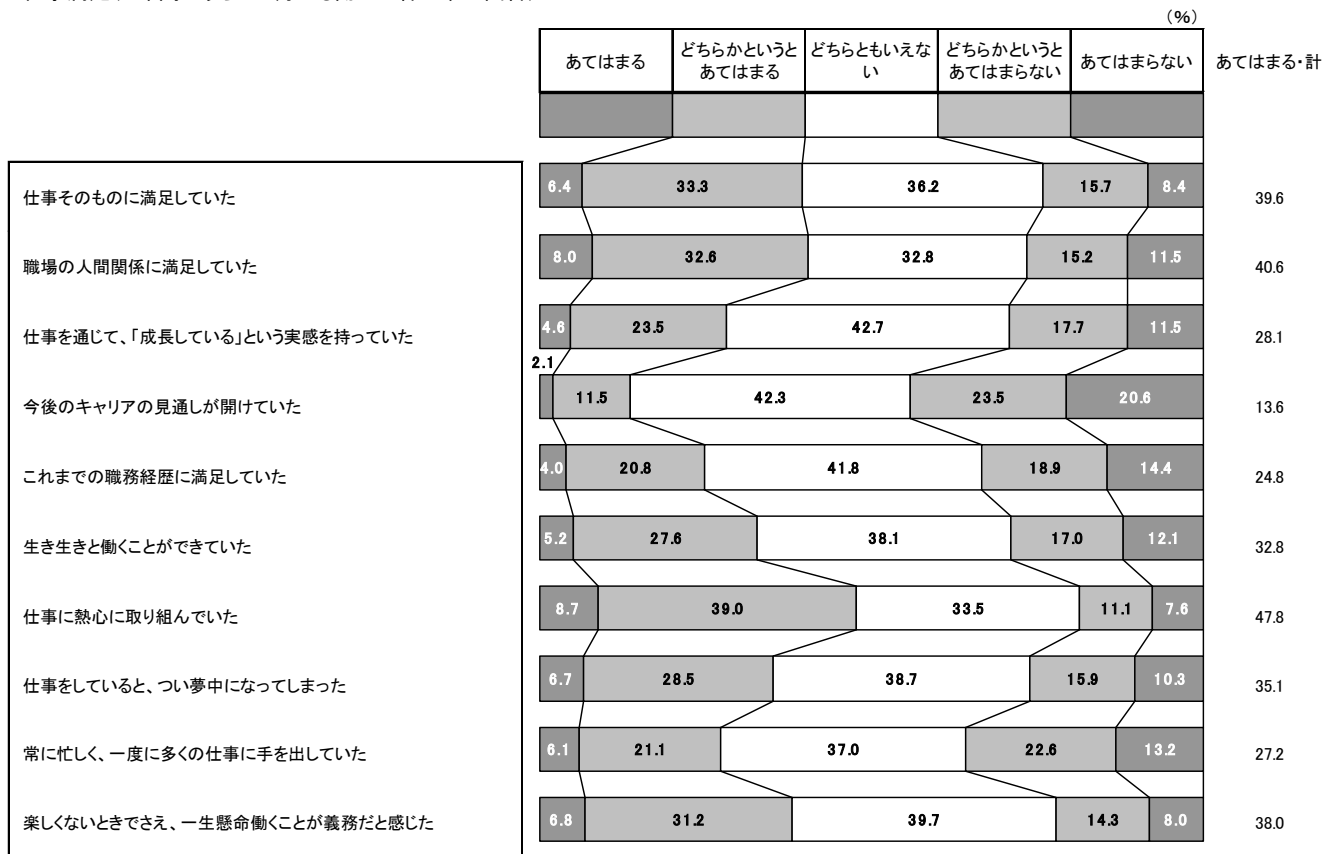 (%)
あてはまる
どちらかというと
あてはまる
どちらともいえな
い
どちらかというと
あてはまらない
あてはまらない
あてはまる・計
仕事そのものに満足していた 6.4 33.3 36.2 15.7 8.4 39.6
職場の人間関係に満足していた 8.0 32.6 32.8 15.2 11.5 40.6
仕事を通じて、「成長している」という実感を持っていた 4.6 23.5 42.7 17.7 11.5 28.1
今後のキャリアの見通しが開けていた 2.1 11.5 42.3 23.5 20.6 13.6
これまでの職務経歴に満足していた 4.0 20.8 41.8 18.9 14.4 24.8
生き生きと働くことができていた 5.2 27.6 38.1 17.0 12.1 32.8
仕事に熱心に取り組んでいた 8.7 39.0 33.5 11.1 7.6 47.8
仕事をしていると、つい夢中になってしまった 6.7 28.5 38.7 15.9 10.3 35.1
常に忙しく、一度に多くの仕事に手を出していた 6.1 21.1 37.0 22.6 13.2 27.2
楽しくないときでさえ、一生懸命働くことが義務だと感じた 6.8 31.2 39.7 14.3 8.0 38.0